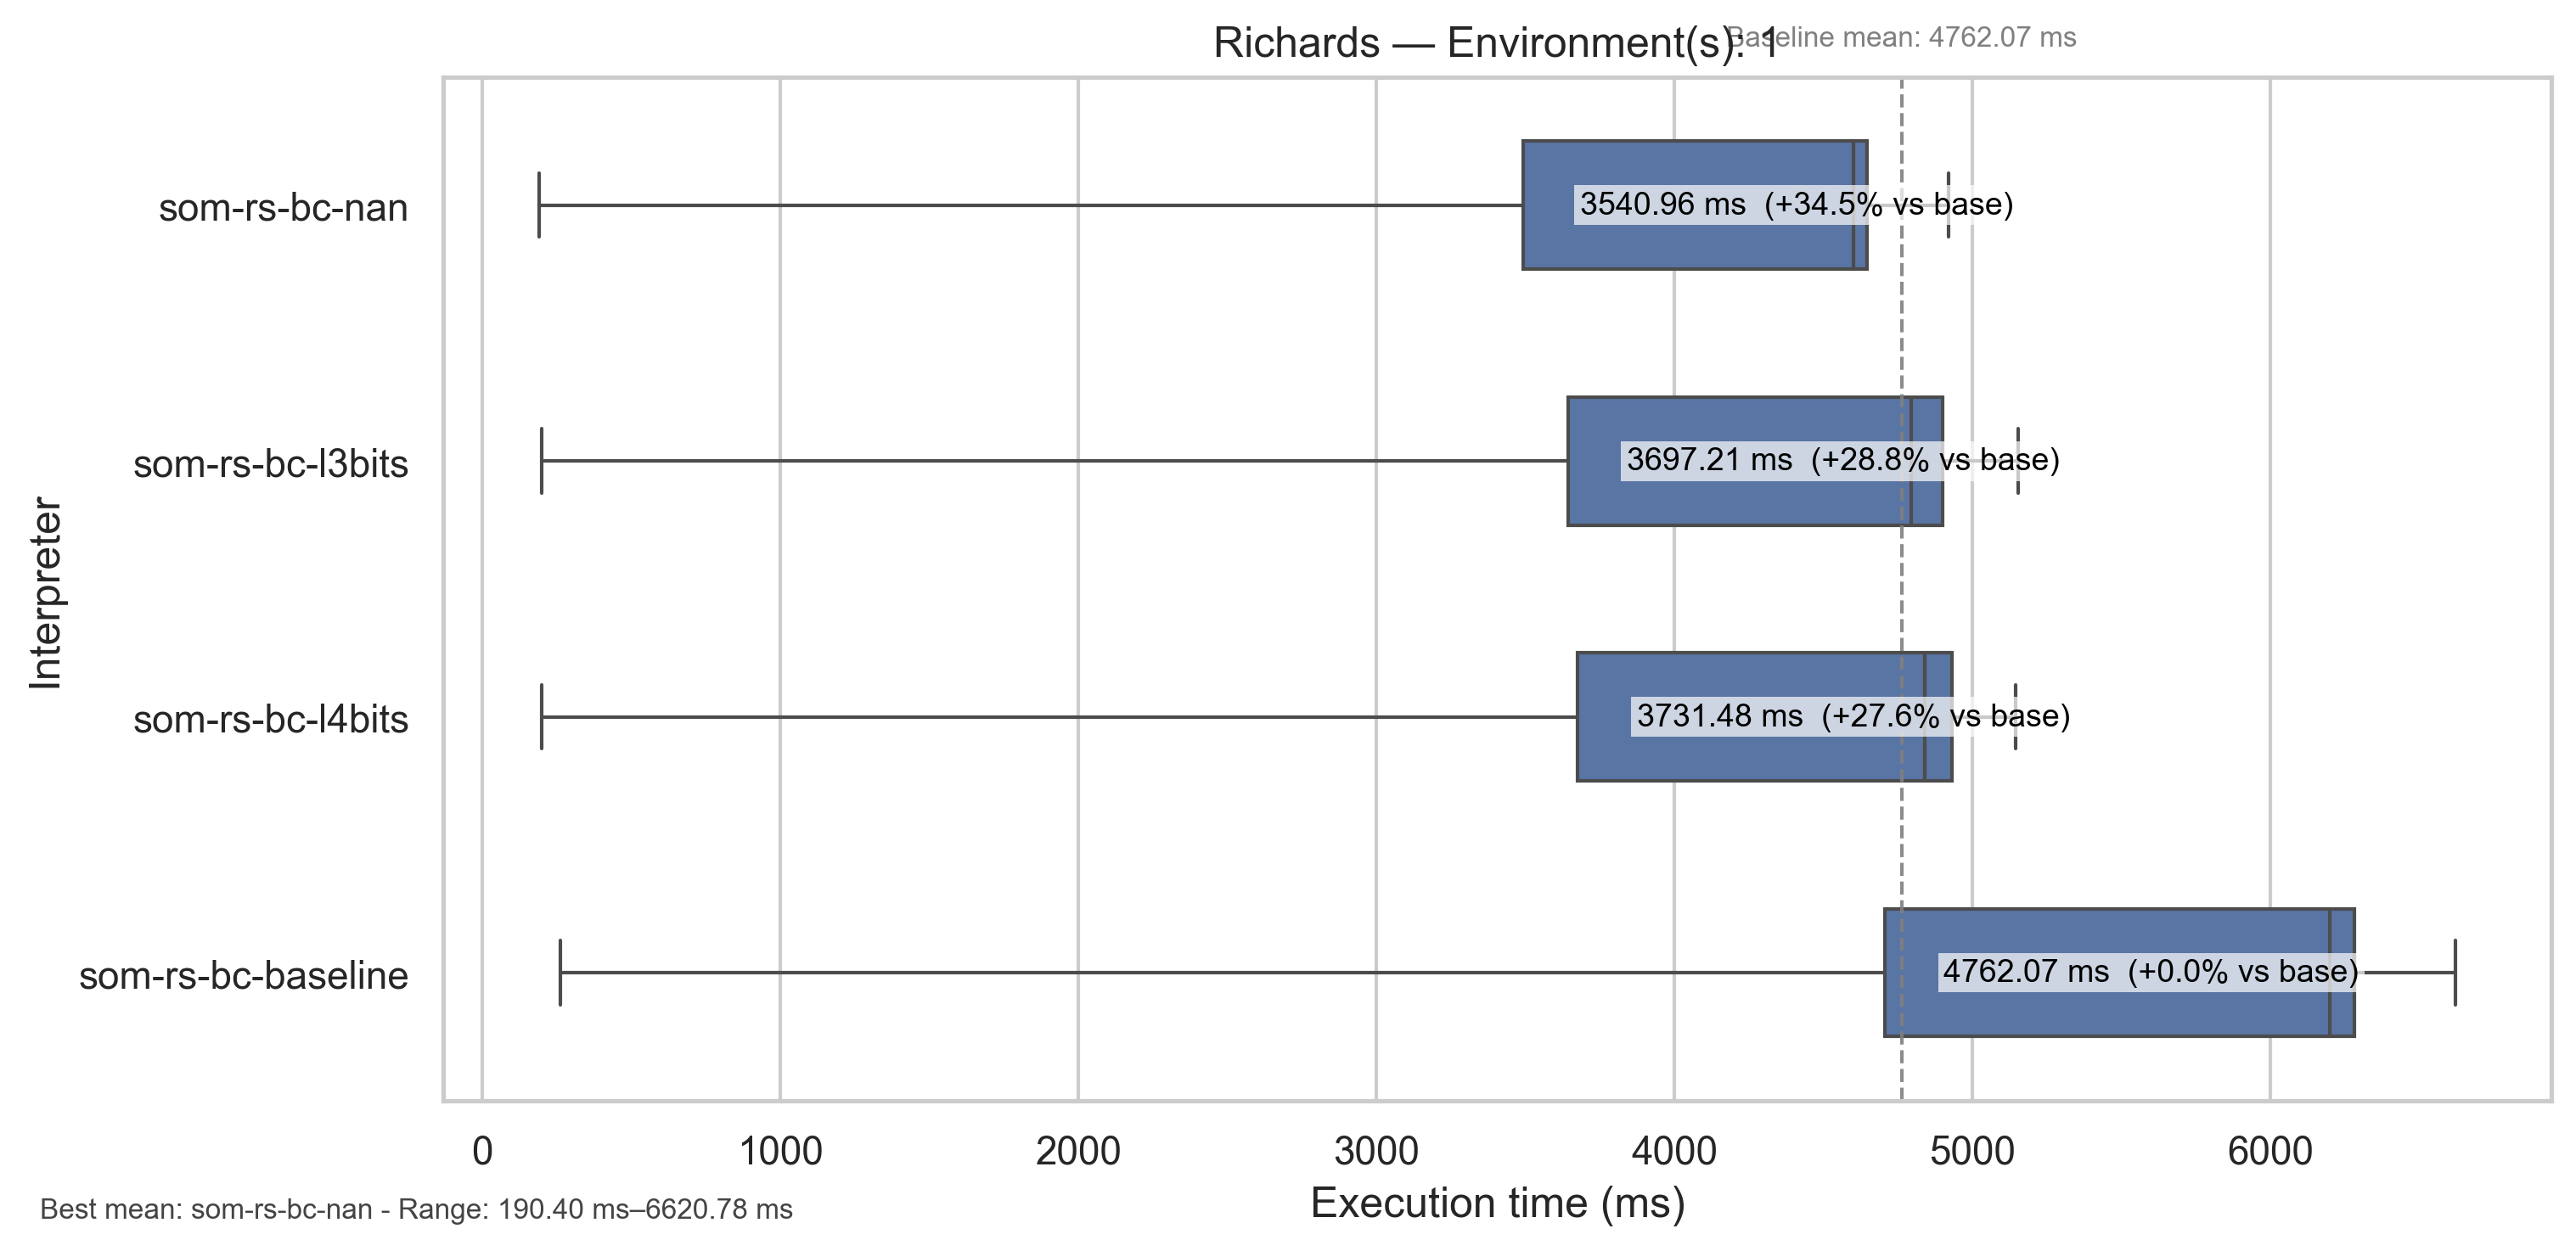 Richards — Environment(s): 1
Baseline mean: 4762.07 ms
Interpreter
som-rs-bc-nan
3540.96 ms (+34.5% vs base)
som-rs-bc-l3bits
3697.21 ms (+28.8% vs base)
som-rs-bc-l4bits
3731.48 ms (+27.6% vs base)
som-rs-bc-baseline
4762.07 ms (+0.0% vs base)
0 1000 2000 3000 4000 5000 6000
Execution time (ms)
Best mean: som-rs-bc-nan - Range: 190.40 ms–6620.78 ms